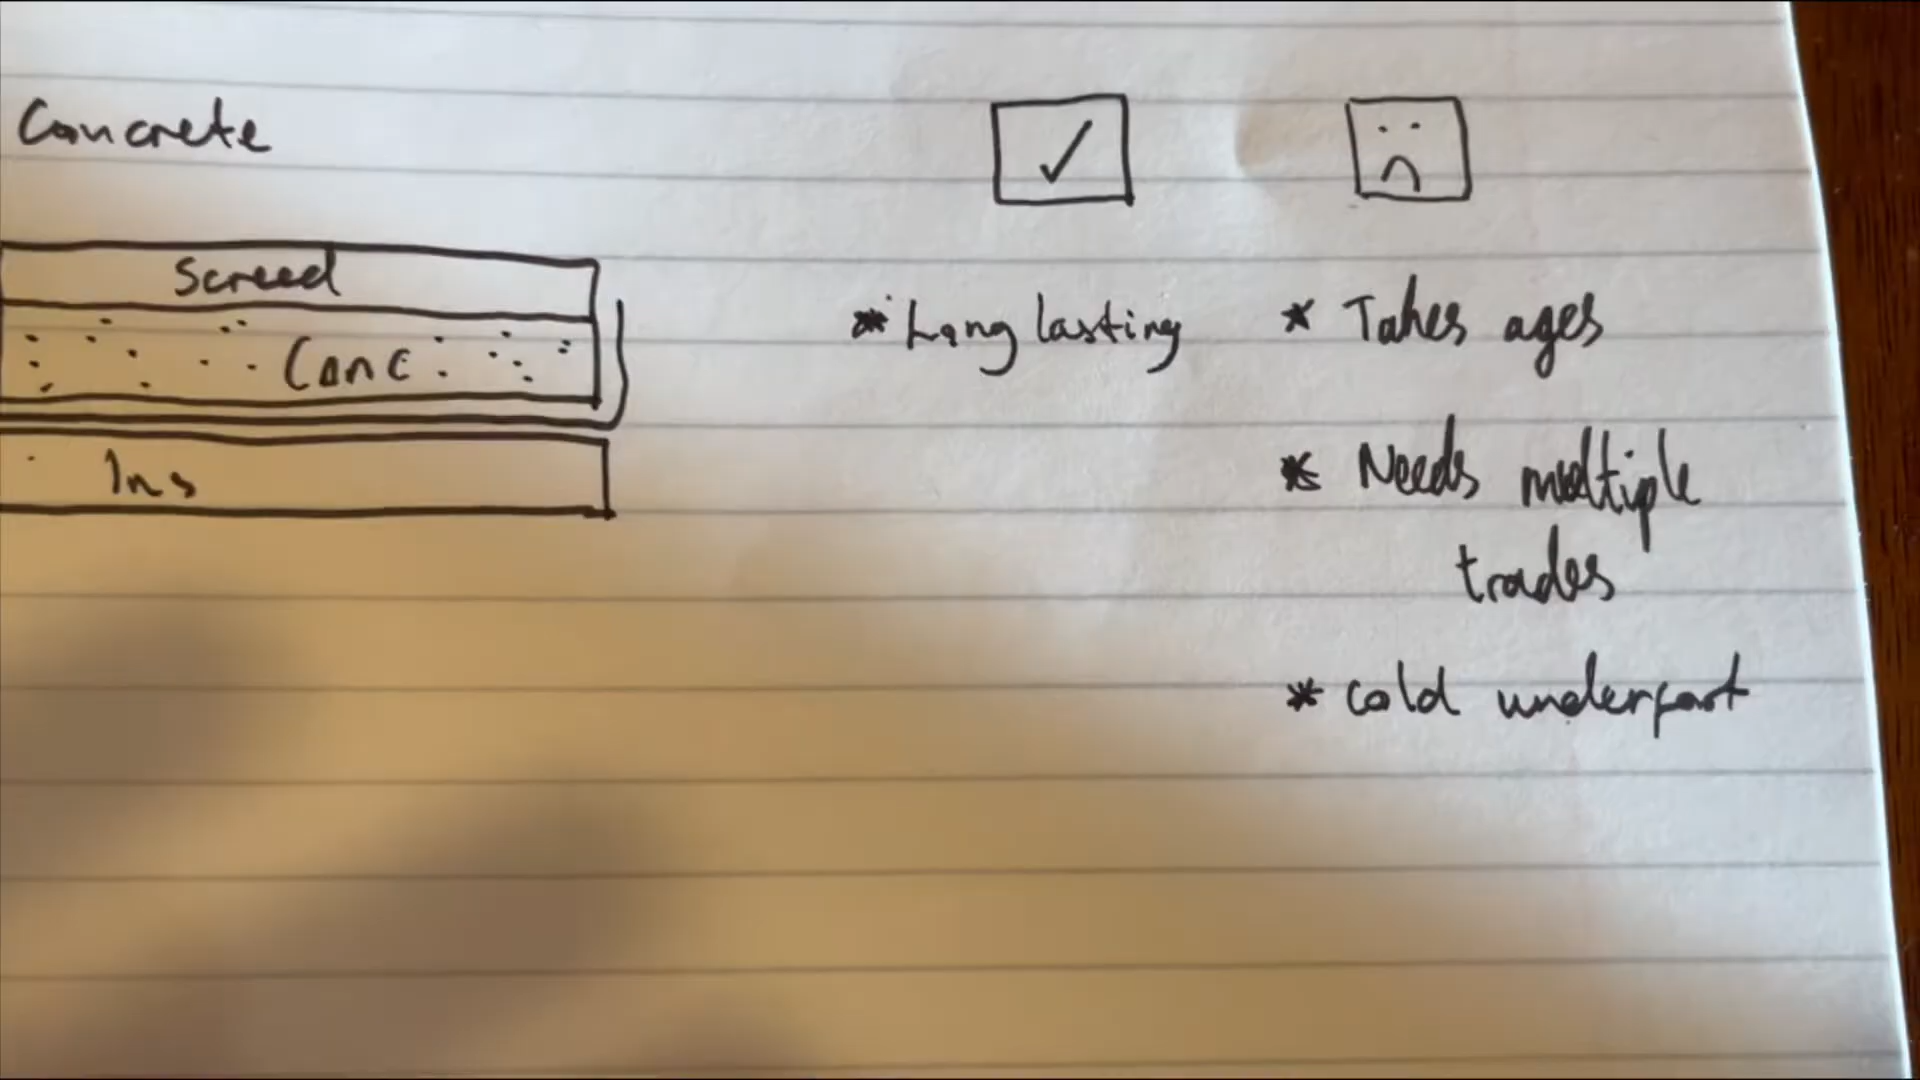 Concrete
Screed
Conc
Ins
* Long lasting
* Takes ages
* Needs multiple
trades
* Cold underfoot